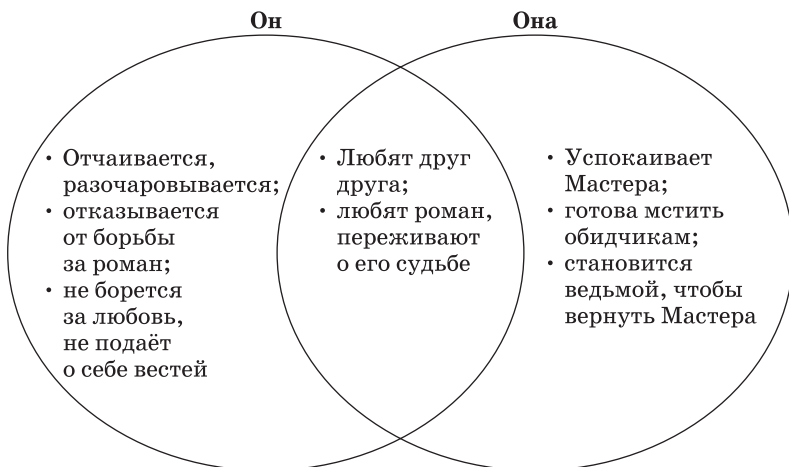 Он
Она
· Отчаивается,
разочаровывается;
· отказывается
от борьбы
за роман;
· не борется
за любовь,
не подаёт
о себе вестей
· Любят друг
друга;
· любят роман,
переживают
о его судьбе
· Успокаивает
Мастера;
· готова мстить
обидчикам;
· становится
ведьмой, чтобы
вернуть Мастера